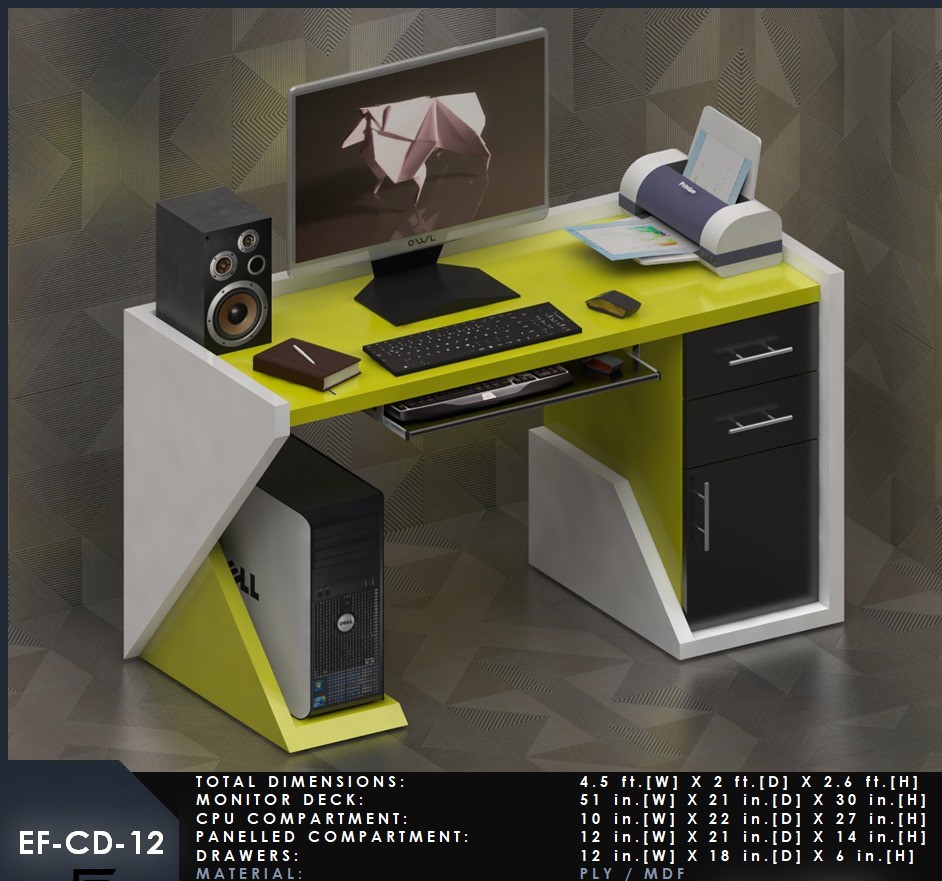 OWL
Printer
ELL
DELL
TOTAL DIMENSIONS: 4.5 ft.[W] X 2 ft.[D] X 2.6 ft.[H]
MONITOR DECK: 51 in.[W] X 21 in.[D] X 30 in.[H]
CPU COMPARTMENT: 10 in.[W] X 22 in.[D] X 27 in.[H]
PANELLED COMPARTMENT: 12 in.[W] X 21 in.[D] X 14 in.[H]
DRAWERS: 12 in.[W] X 18 in.[D] X 6 in.[H]
MATERIAL: PLY / MDF
EF-CD-12